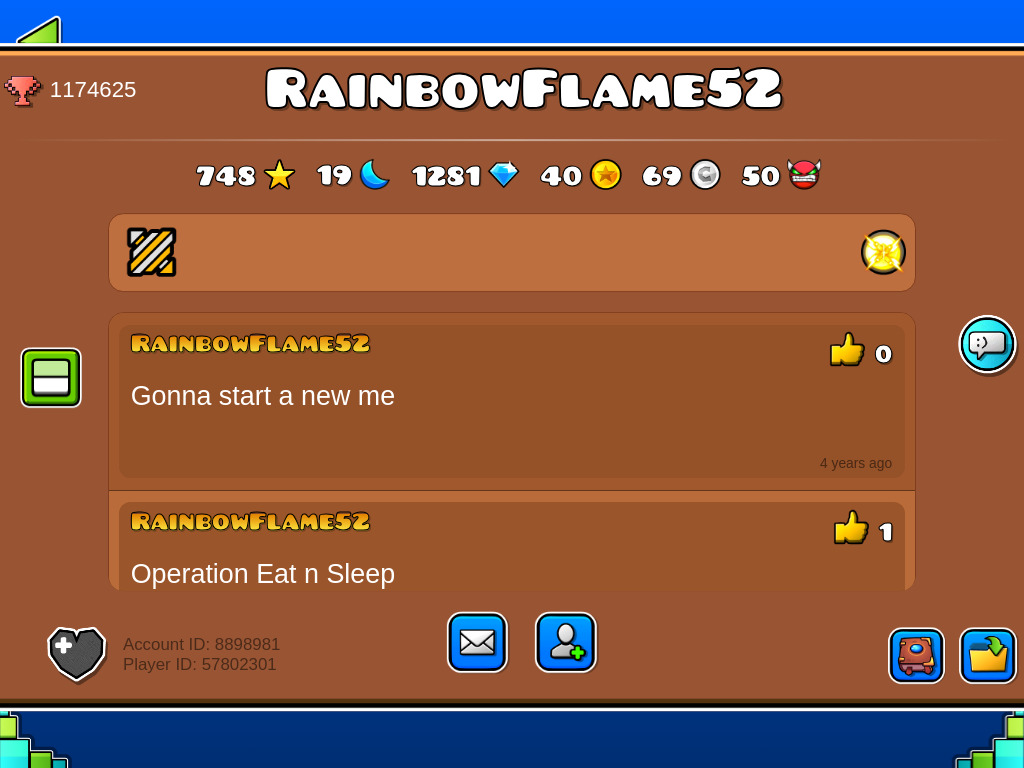 1174625
RainbowFlame52
748 19 1281 40 69 50
RainbowFlame52
0
Gonna start a new me
4 years ago
RainbowFlame52
1
Operation Eat n Sleep
Account ID: 8898981
Player ID: 57802301